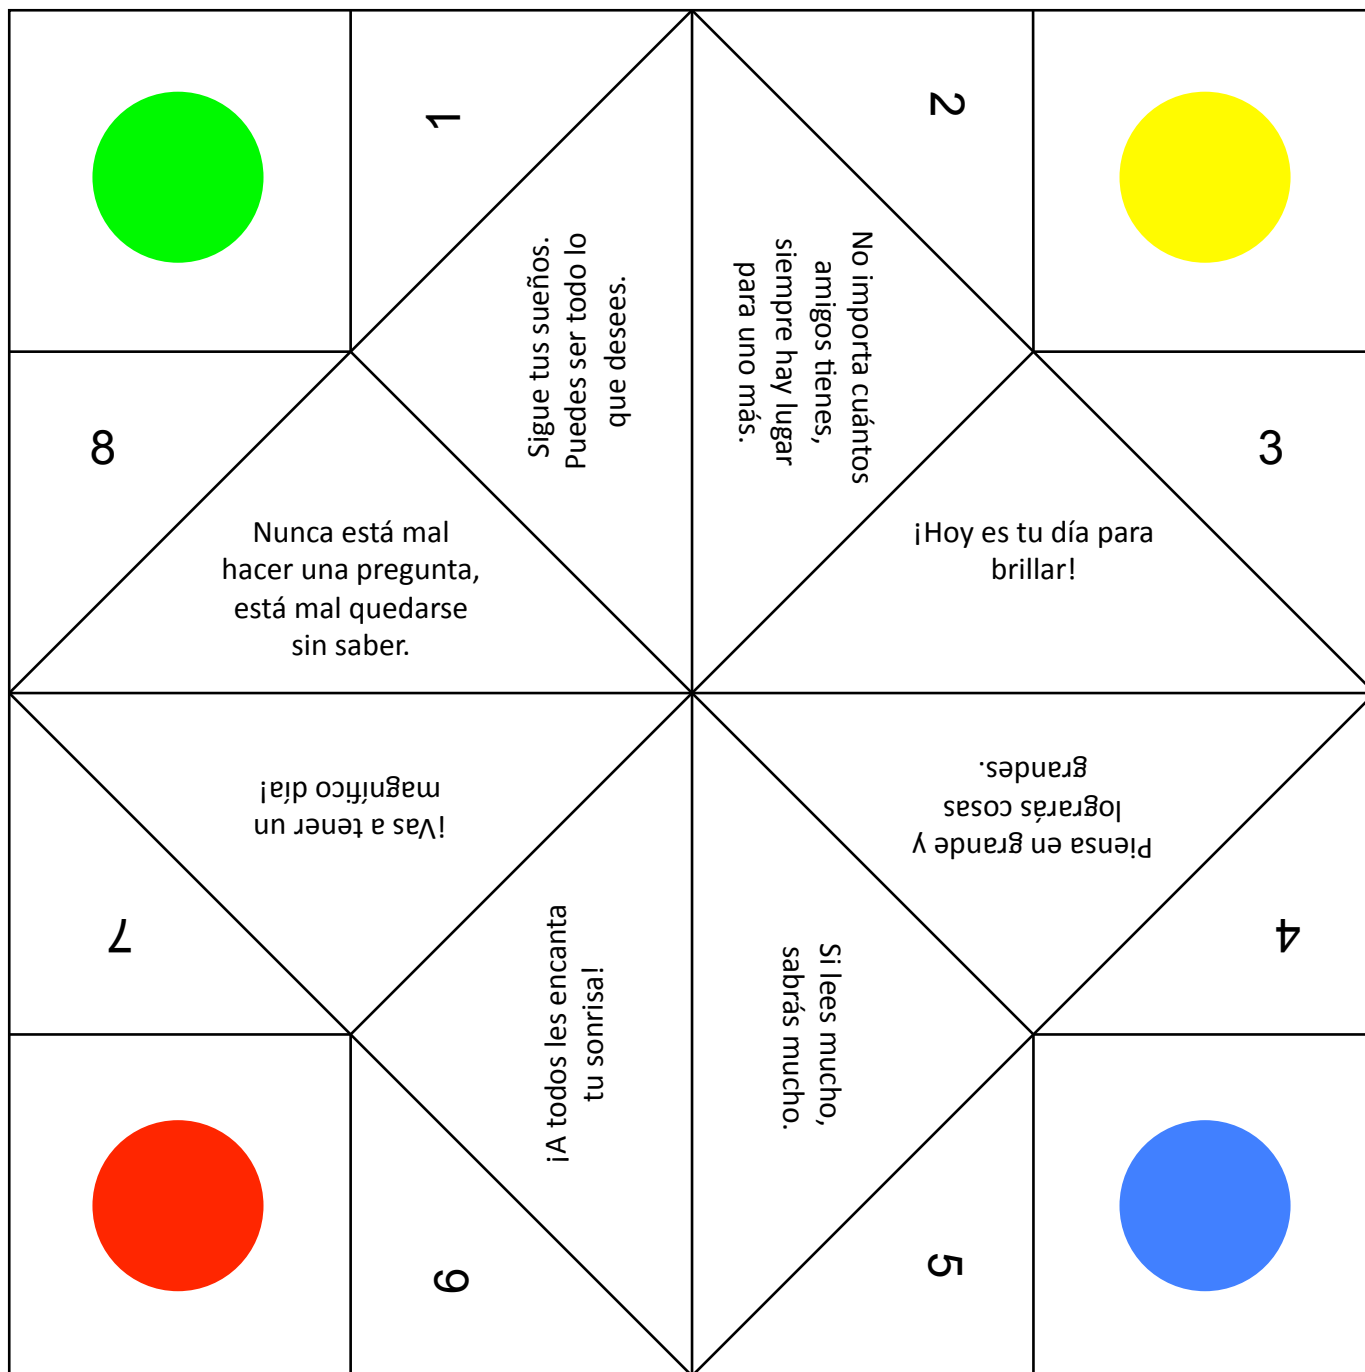 1
2
Sigue tus sueños.
Puedes ser todo lo
que desees.
No importa cuántos
amigos tienes,
siempre hay lugar
para uno más.
8
3
Nunca está mal
hacer una pregunta,
está mal quedarse
sin saber.
¡Hoy es tu día para
brillar!
¡Vas a tener un
magnífico día!
Piensa en grande y
lograrás cosas
grandes.
7
4
¡A todos les encanta
tu sonrisa!
Si lees mucho,
sabrás mucho.
6
5